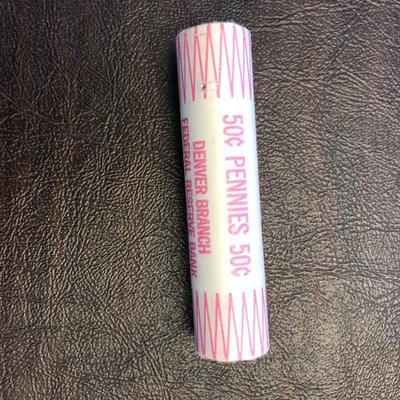 50¢ PENNIES 50¢
DENVER BRANCH
FEDERAL RESERVE BANK